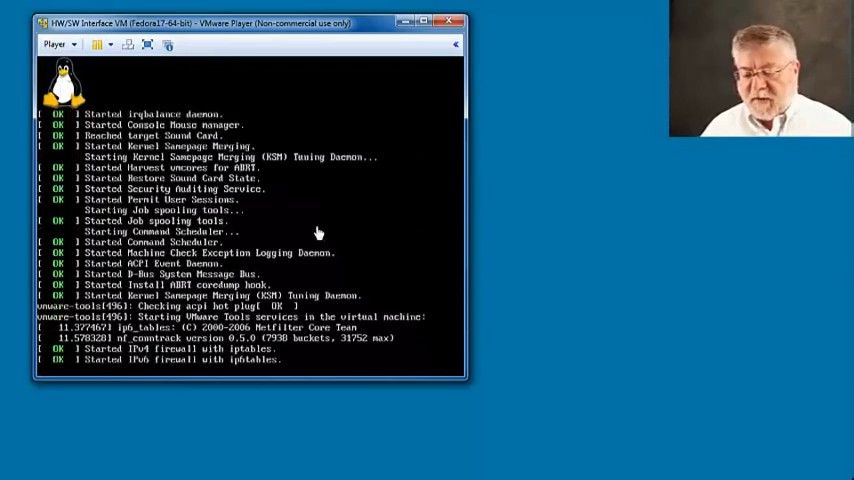 HW/SW Interface VM (Fedora17-64-bit) - VMware Player (Non-commercial use only)
Player
[ OK ] Started irqbalance daemon.
[ OK ] Started Console Mouse manager.
[ OK ] Reached target Sound Card.
[ OK ] Started Kernel Samepage Merging.
Starting Kernel Samepage Merging (KSM) Tuning Daemon...
[ OK ] Started Harvest vmcores for ABRT.
[ OK ] Started Restore Sound Card State.
[ OK ] Started Security Auditing Service.
[ OK ] Started Permit User Sessions.
Starting Job spooling tools...
[ OK ] Started Job spooling tools.
Starting Command Scheduler...
[ OK ] Started Command Scheduler.
[ OK ] Started Machine Check Exception Logging Daemon.
[ OK ] Started ACPI Event Daemon.
[ OK ] Started D-Bus System Message Bus.
[ OK ] Started Install ABRT coredump hook.
[ OK ] Started Kernel Samepage Merging (KSM) Tuning Daemon.
vmware-tools[496]: Checking acpi hot plug[ OK ]
vmware-tools[496]: Starting VMware Tools services in the virtual machine:
[ 11.377467] ip6_tables: (C) 2000-2006 Netfilter Core Team
[ 11.578328] nf_conntrack version 0.5.0 (7938 buckets, 31752 max)
[ OK ] Started IPv4 firewall with iptables.
[ OK ] Started IPv6 firewall with ip6tables.